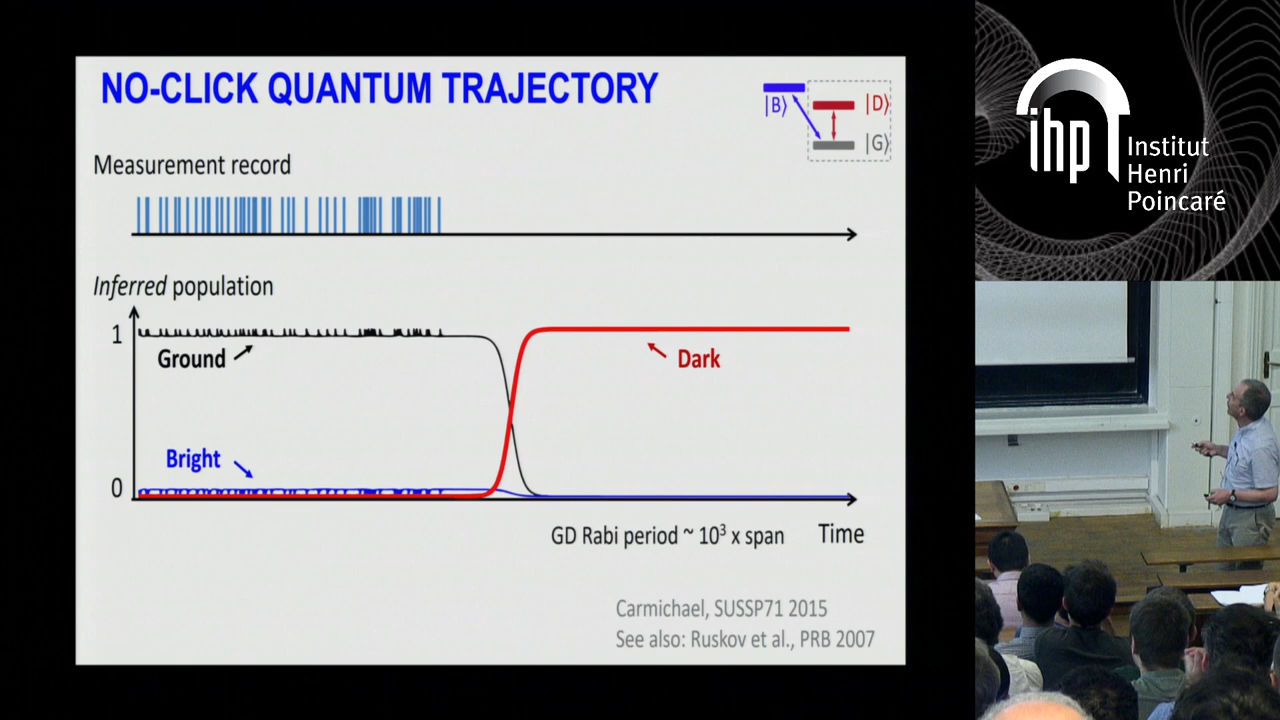 NO-CLICK QUANTUM TRAJECTORY
|B⟩
|D⟩
|G⟩
Measurement record
Inferred population
1
Ground
Dark
Bright
0
GD Rabi period ~ 10³ x span
Time
Carmichael, SUSSP71 2015
See also: Ruskov et al., PRB 2007
ihp
Institut
Henri
Poincaré